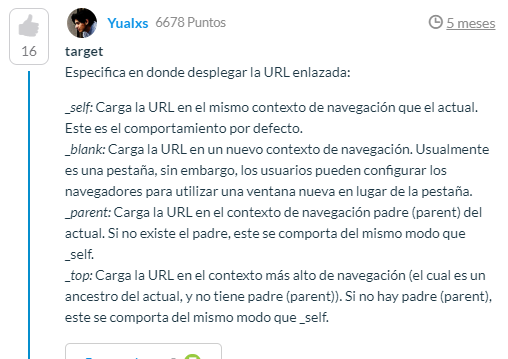 Yualxs 6678 Puntos 5 meses
16
target
Especifica en donde desplegar la URL enlazada:
_self: Carga la URL en el mismo contexto de navegación que el actual.
Este es el comportamiento por defecto.
_blank: Carga la URL en un nuevo contexto de navegación. Usualmente
es una pestaña, sin embargo, los usuarios pueden configurar los
navegadores para utilizar una ventana nueva en lugar de la pestaña.
_parent: Carga la URL en el contexto de navegación padre (parent) del
actual. Si no existe el padre, este se comporta del mismo modo que
_self.
_top: Carga la URL en el contexto más alto de navegación (el cual es un
ancestro del actual, y no tiene padre (parent)). Si no hay padre (parent),
este se comporta del mismo modo que _self.